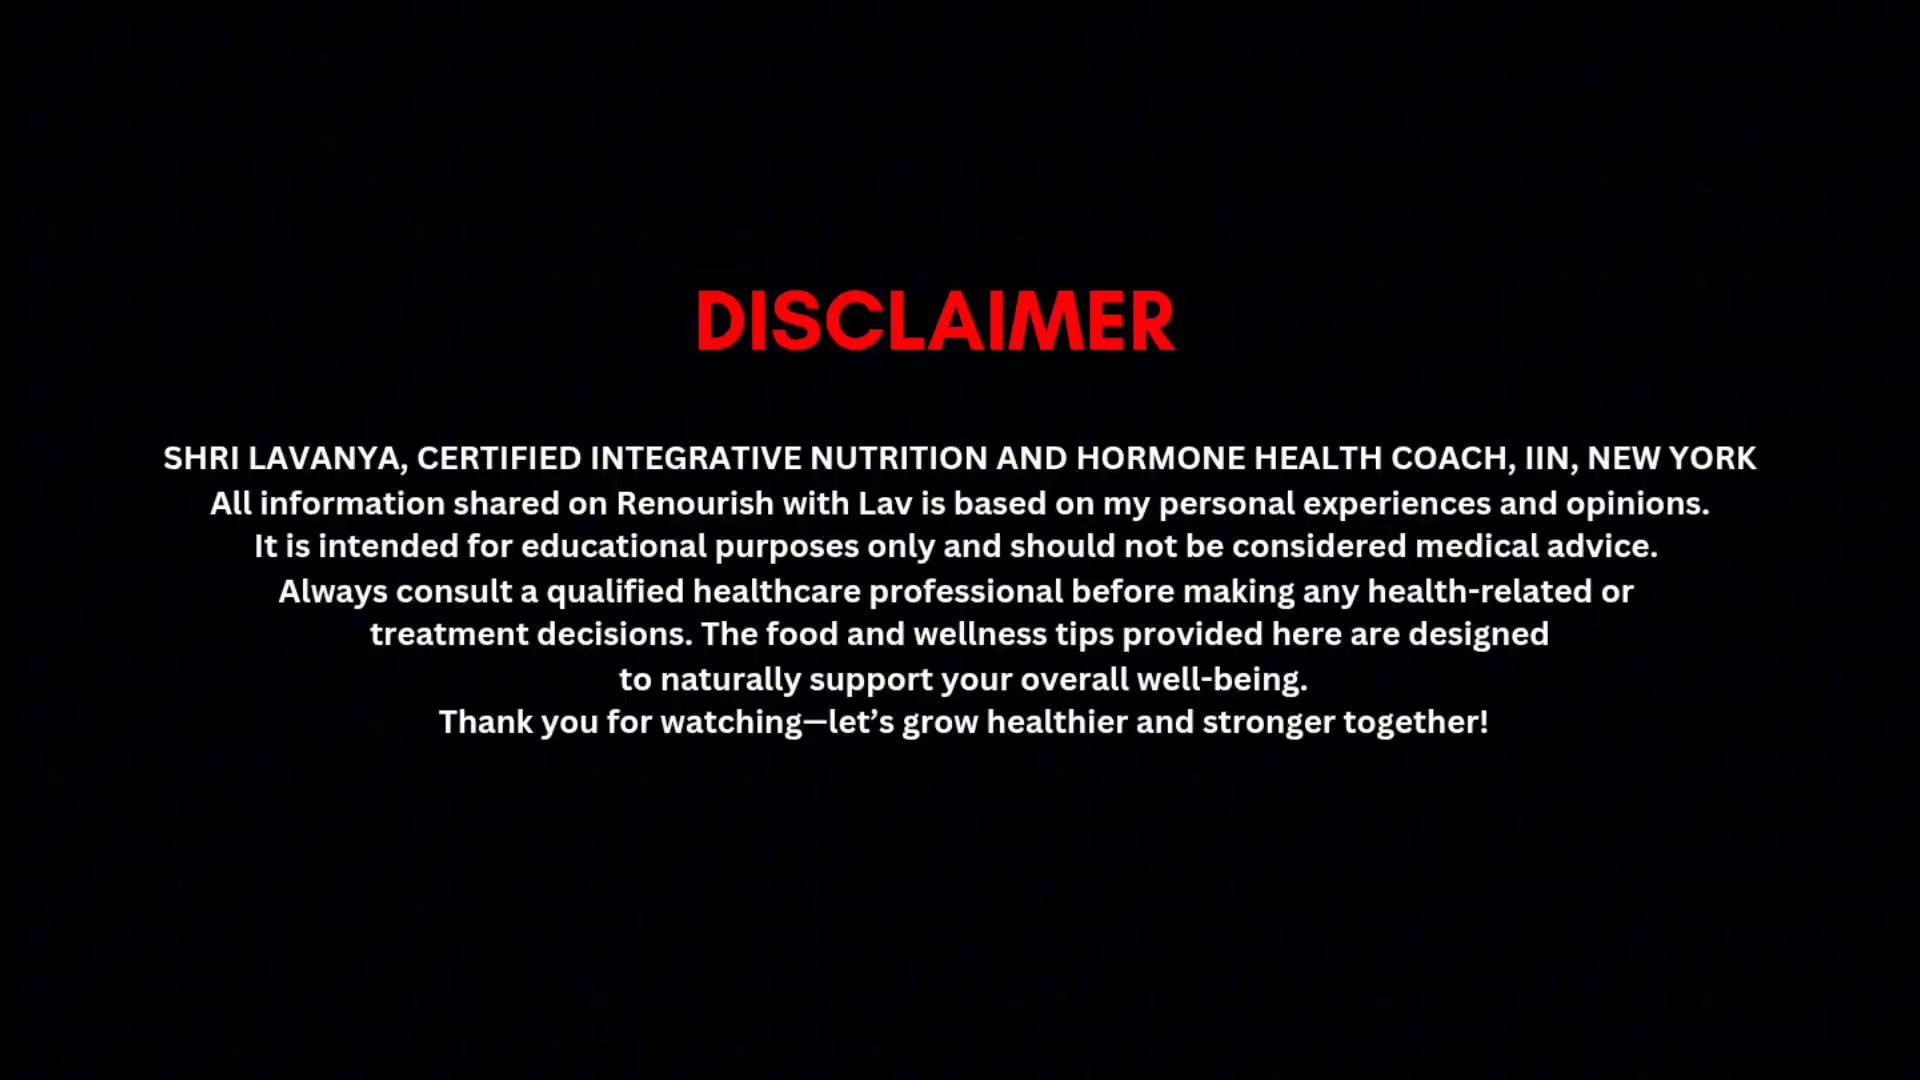 DISCLAIMER
SHRI LAVANYA, CERTIFIED INTEGRATIVE NUTRITION AND HORMONE HEALTH COACH, IIN, NEW YORK
All information shared on Renourish with Lav is based on my personal experiences and opinions.
It is intended for educational purposes only and should not be considered medical advice.
Always consult a qualified healthcare professional before making any health-related or
treatment decisions. The food and wellness tips provided here are designed
to naturally support your overall well-being.
Thank you for watching—let’s grow healthier and stronger together!